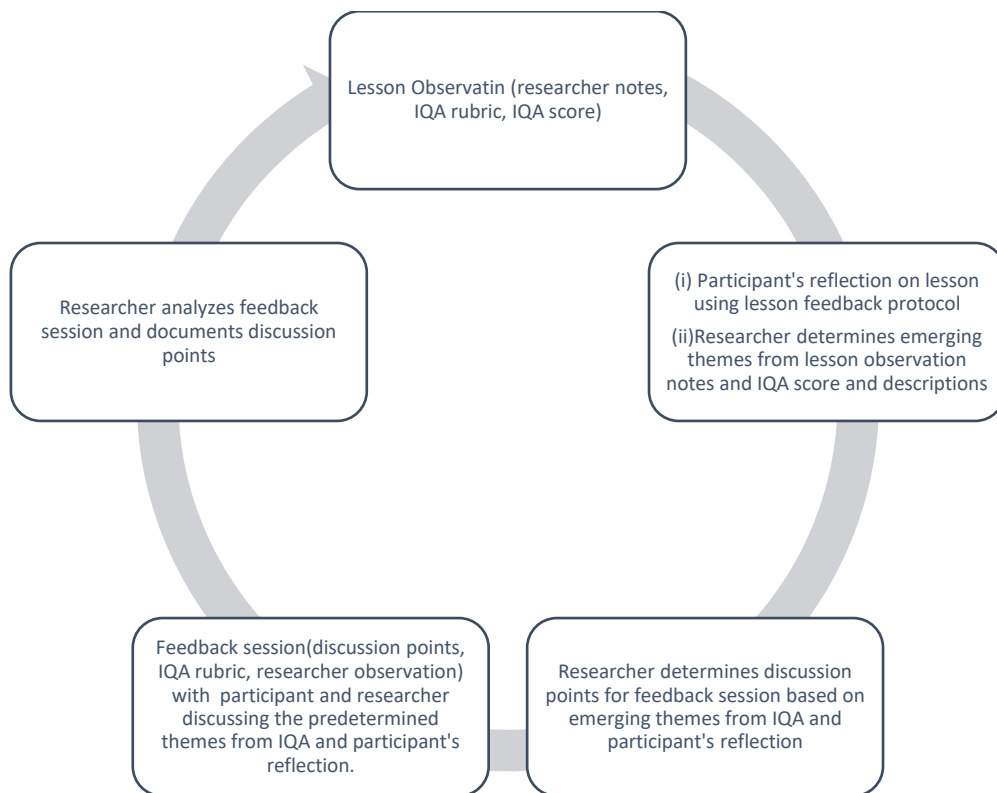 Lesson Observatin (researcher notes,
IQA rubric, IQA score)
(i) Participant's reflection on lesson
using lesson feedback protocol
(ii)Researcher determines emerging
themes from lesson observation
notes and IQA score and descriptions
Researcher determines discussion
points for feedback session based on
emerging themes from IQA and
participant's reflection
Feedback session(discussion points,
IQA rubric, researcher observation)
with participant and researcher
discussing the predetermined
themes from IQA and participant's
reflection.
Researcher analyzes feedback
session and documents discussion
points